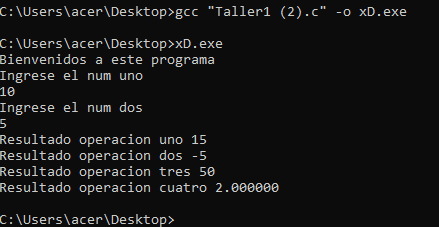 C:\Users\acer\Desktop>gcc "Taller1 (2).c" -o xD.exe
C:\Users\acer\Desktop>xD.exe
Bienvenidos a este programa
Ingrese el num uno
10
Ingrese el num dos
5
Resultado operacion uno 15
Resultado operacion dos -5
Resultado operacion tres 50
Resultado operacion cuatro 2.000000
C:\Users\acer\Desktop>